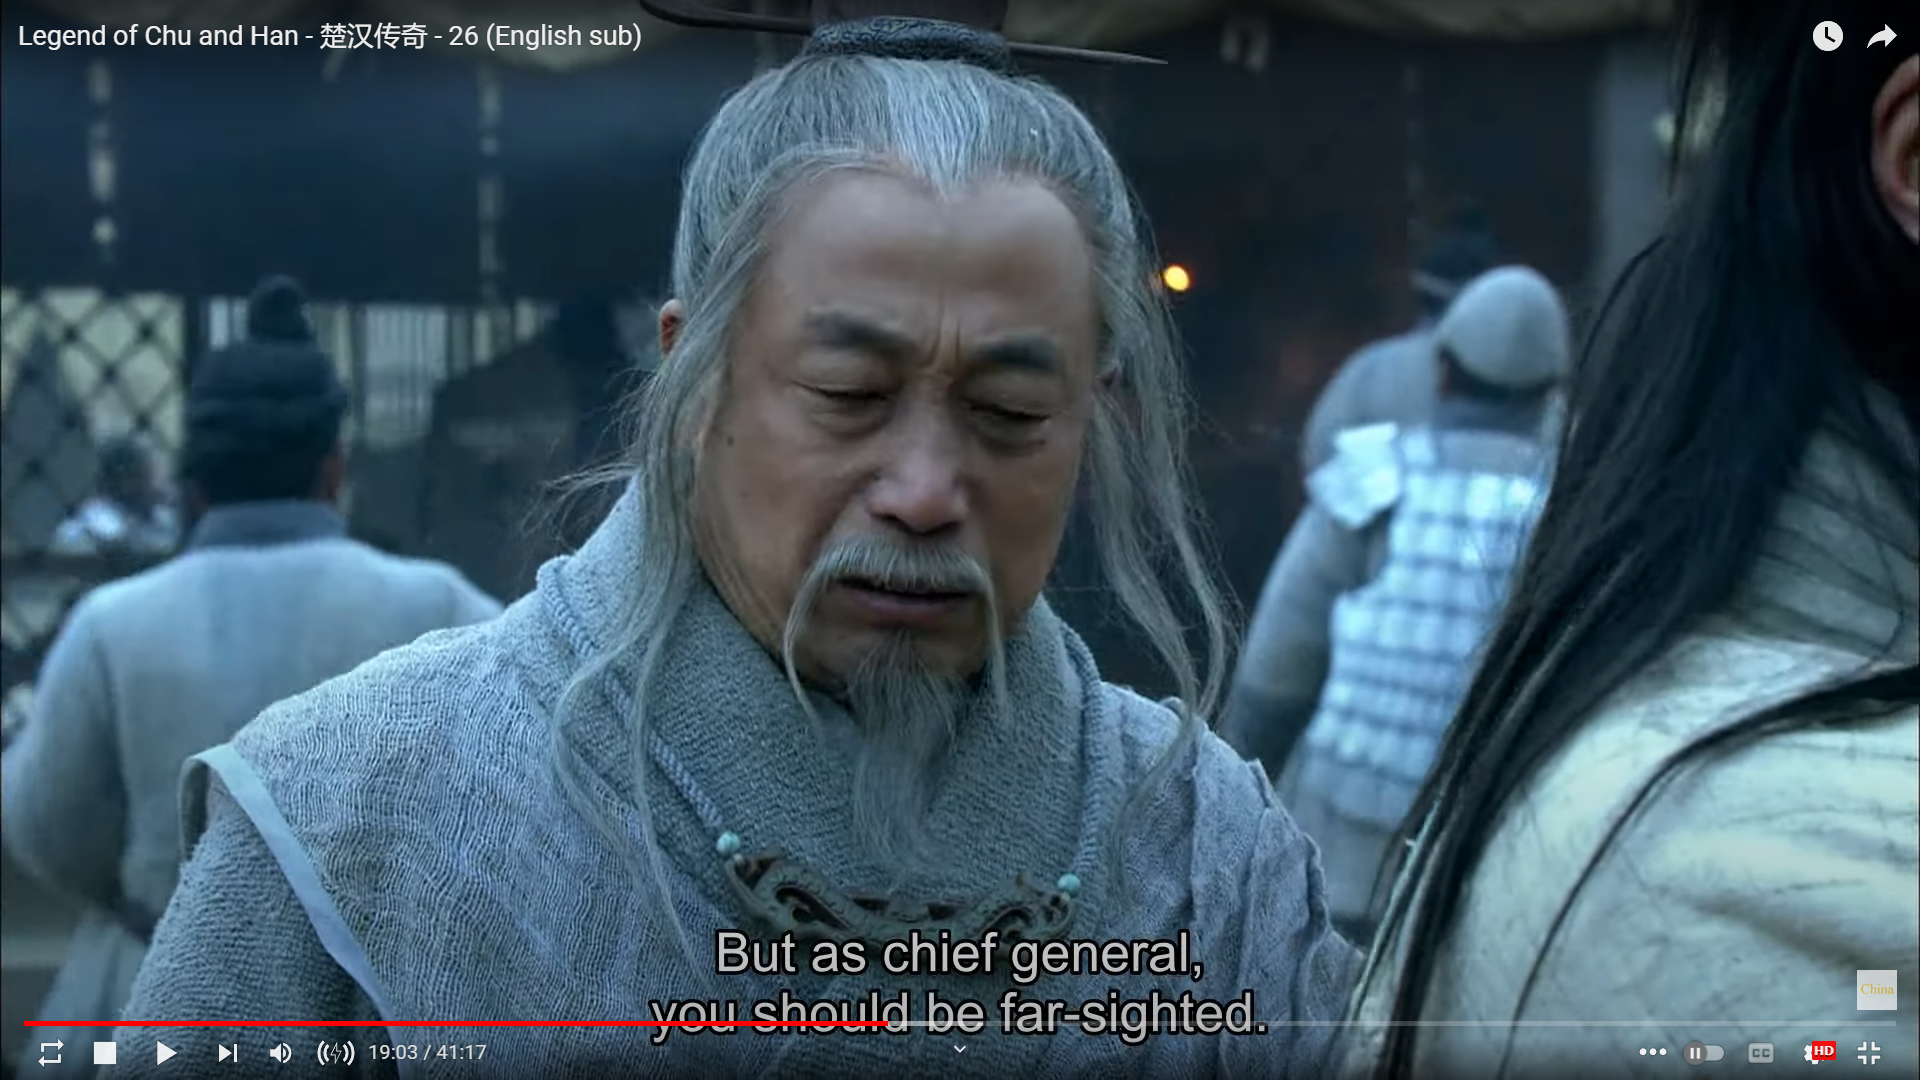 Legend of Chu and Han - 楚汉传奇 - 26 (English sub)
But as chief general,
you should be far-sighted.
China
19:03 / 41:17
CC
HD